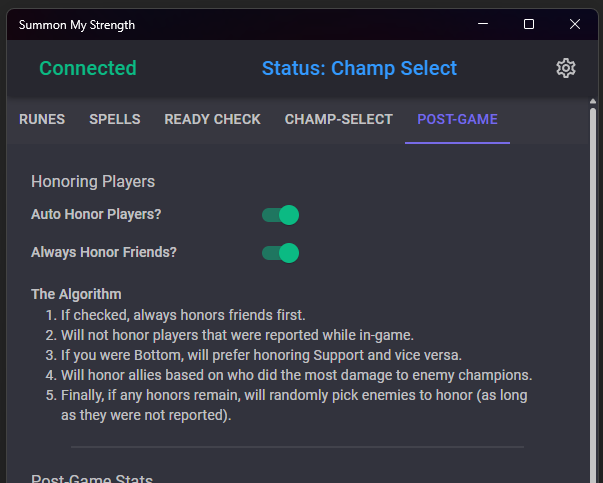 Summon My Strength
Connected
Status: Champ Select
RUNES SPELLS READY CHECK CHAMP-SELECT POST-GAME
Honoring Players
Auto Honor Players?
Always Honor Friends?
The Algorithm
1. If checked, always honors friends first.
2. Will not honor players that were reported while in-game.
3. If you were Bottom, will prefer honoring Support and vice versa.
4. Will honor allies based on who did the most damage to enemy champions.
5. Finally, if any honors remain, will randomly pick enemies to honor (as long
as they were not reported).
Post-Game Stats